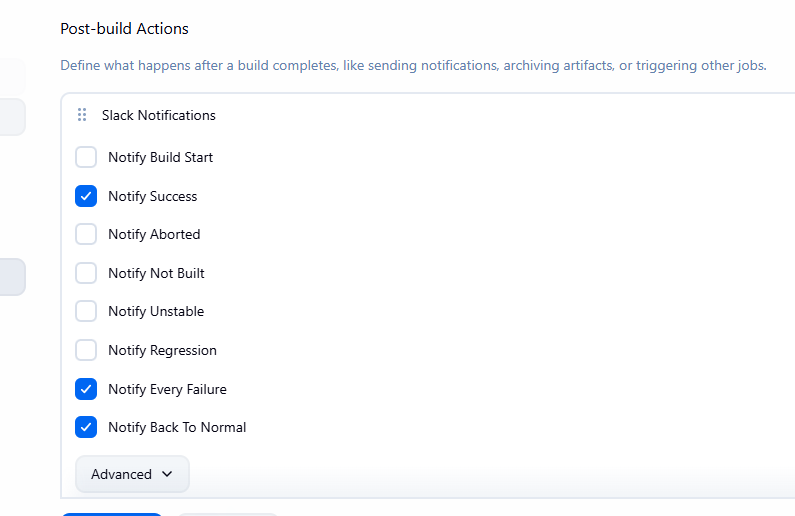 Post-build Actions
Define what happens after a build completes, like sending notifications, archiving artifacts, or triggering other jobs.
Slack Notifications
Notify Build Start
Notify Success
Notify Aborted
Notify Not Built
Notify Unstable
Notify Regression
Notify Every Failure
Notify Back To Normal
Advanced